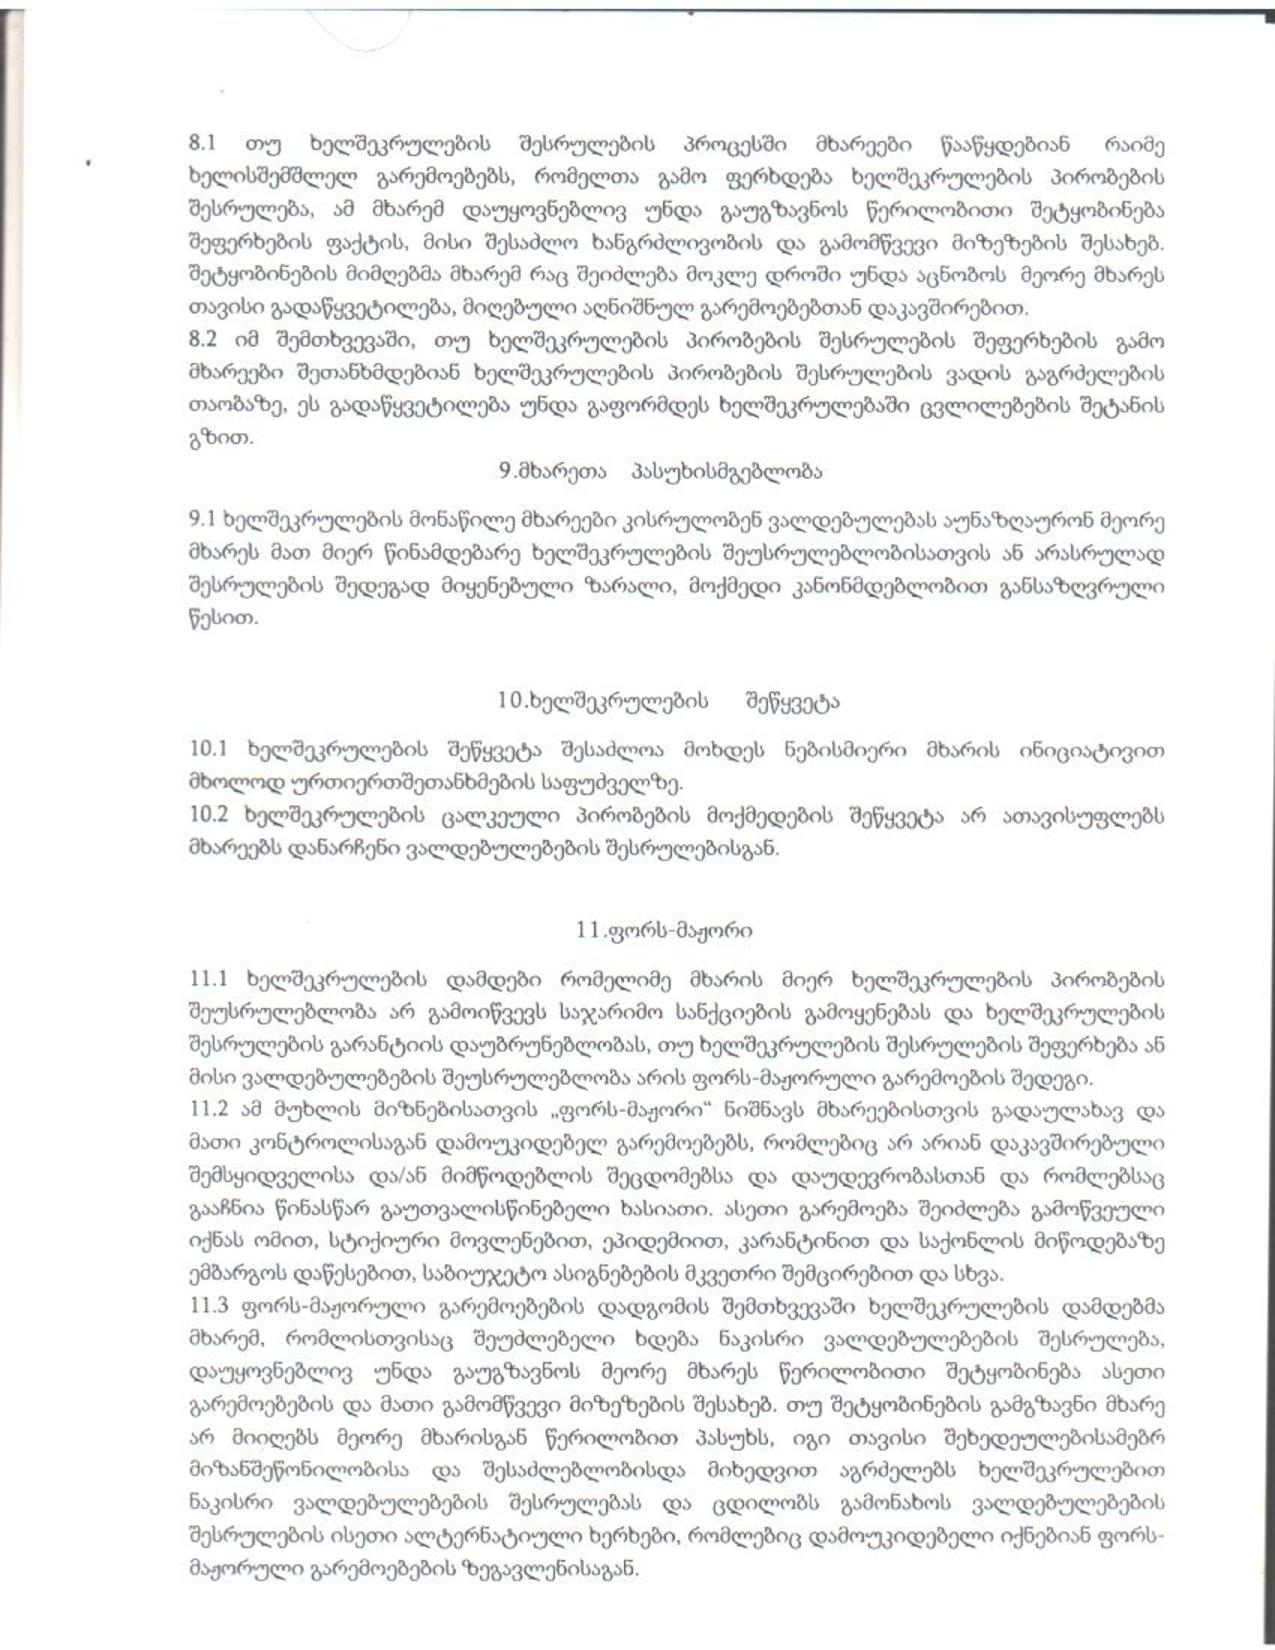 8.1 თუ ხელშეკრულების შესრულების პროცესში მხარეები წააწყდებიან რაიმე
ხელისშემშლელ გარემოებებს, რომელთა გამო ფერხდება ხელშეკრულების პირობების
შესრულება, ამ მხარემ დაუყოვნებლივ უნდა გაუგზავნოს წერილობითი შეტყობინება
შეფერხების ფაქტის, მისი შესაძლო ხანგრძლივობის და გამომწვევი მიზეზების შესახებ.
შეტყობინების მიმღებმა მხარემ რაც შეიძლება მოკლე დროში უნდა აცნობოს მეორე მხარეს
თავისი გადაწყვეტილება, მიღებული აღნიშნულ გარემოებებთან დაკავშირებით.
8.2 იმ შემთხვევაში, თუ ხელშეკრულების პირობების შესრულების შეფერხების გამო
მხარეები შეთანხმდებიან ხელშეკრულების პირობების შესრულების ვადის გაგრძელების
თაობაზე, ეს გადაწყვეტილება უნდა გაფორმდეს ხელშეკრულებაში ცვლილებების შეტანის
გზით.
9.მხარეთა პასუხისმგებლობა
9.1 ხელშეკრულების მონაწილე მხარეები კისრულობენ ვალდებულებას აუნაზღაურონ მეორე
მხარეს მათ მიერ წინამდებარე ხელშეკრულების შეუსრულებლობისათვის ან არასრულად
შესრულების შედეგად მიყენებული ზარალი, მოქმედი კანონმდებლობით განსაზღვრული
წესით.
10.ხელშეკრულების შეწყვეტა
10.1 ხელშეკრულების შეწყვეტა შესაძლოა მოხდეს ნებისმიერი მხარის ინიციატივით
მხოლოდ ურთიერთშეთანხმების საფუძველზე.
10.2 ხელშეკრულების ცალკეული პირობების მოქმედების შეწყვეტა არ ათავისუფლებს
მხარეებს დანარჩენი ვალდებულებების შესრულებისგან.
11.ფორს-მაჟორი
11.1 ხელშეკრულების დამდები რომელიმე მხარის მიერ ხელშეკრულების პირობების
შეუსრულებლობა არ გამოიწვევს საჯარიმო სანქციების გამოყენებას და ხელშეკრულების
შესრულების გარანტიის დაუბრუნებლობას, თუ ხელშეკრულების შესრულების შეფერხება ან
მისი ვალდებულებების შეუსრულებლობა არის ფორს-მაჟორული გარემოების შედეგი.
11.2 ამ მუხლის მიზნებისათვის „ფორს-მაჟორი“ ნიშნავს მხარეებისთვის გადაულახავ და
მათი კონტროლისაგან დამოუკიდებელ გარემოებებს, რომლებიც არ არიან დაკავშირებული
შემსყიდველისა და/ან მიმწოდებლის შეცდომებსა და დაუდევრობასთან და რომლებსაც
გააჩნია წინასწარ გაუთვალისწინებელი ხასიათი. ასეთი გარემოება შეიძლება გამოწვეული
იქნას ომით, სტიქიური მოვლენებით, ეპიდემიით, კარანტინით და საქონლის მიწოდებაზე
ემბარგოს დაწესებით, საბიუჯეტო ასიგნებების მკვეთრი შემცირებით და სხვა.
11.3 ფორს-მაჟორული გარემოებების დადგომის შემთხვევაში ხელშეკრულების დამდებმა
მხარემ, რომლისთვისაც შეუძლებელი ხდება ნაკისრი ვალდებულებების შესრულება,
დაუყოვნებლივ უნდა გაუგზავნოს მეორე მხარეს წერილობითი შეტყობინება ასეთი
გარემოებების და მათი გამომწვევი მიზეზების შესახებ. თუ შეტყობინების გამგზავნი მხარე
არ მიიღებს მეორე მხარისგან წერილობით პასუხს, იგი თავისი შეხედეულებისამებრ
მიზანშეწონილობისა და შესაძლებლობისდა მიხედვით აგრძელებს ხელშეკრულებით
ნაკისრი ვალდებულებების შესრულებას და ცდილობს გამონახოს ვალდებულებების
შესრულების ისეთი ალტერნატიული ხერხები, რომლებიც დამოუკიდებელი იქნებიან ფორს-
მაჟორული გარემოებების ზეგავლენისაგან.